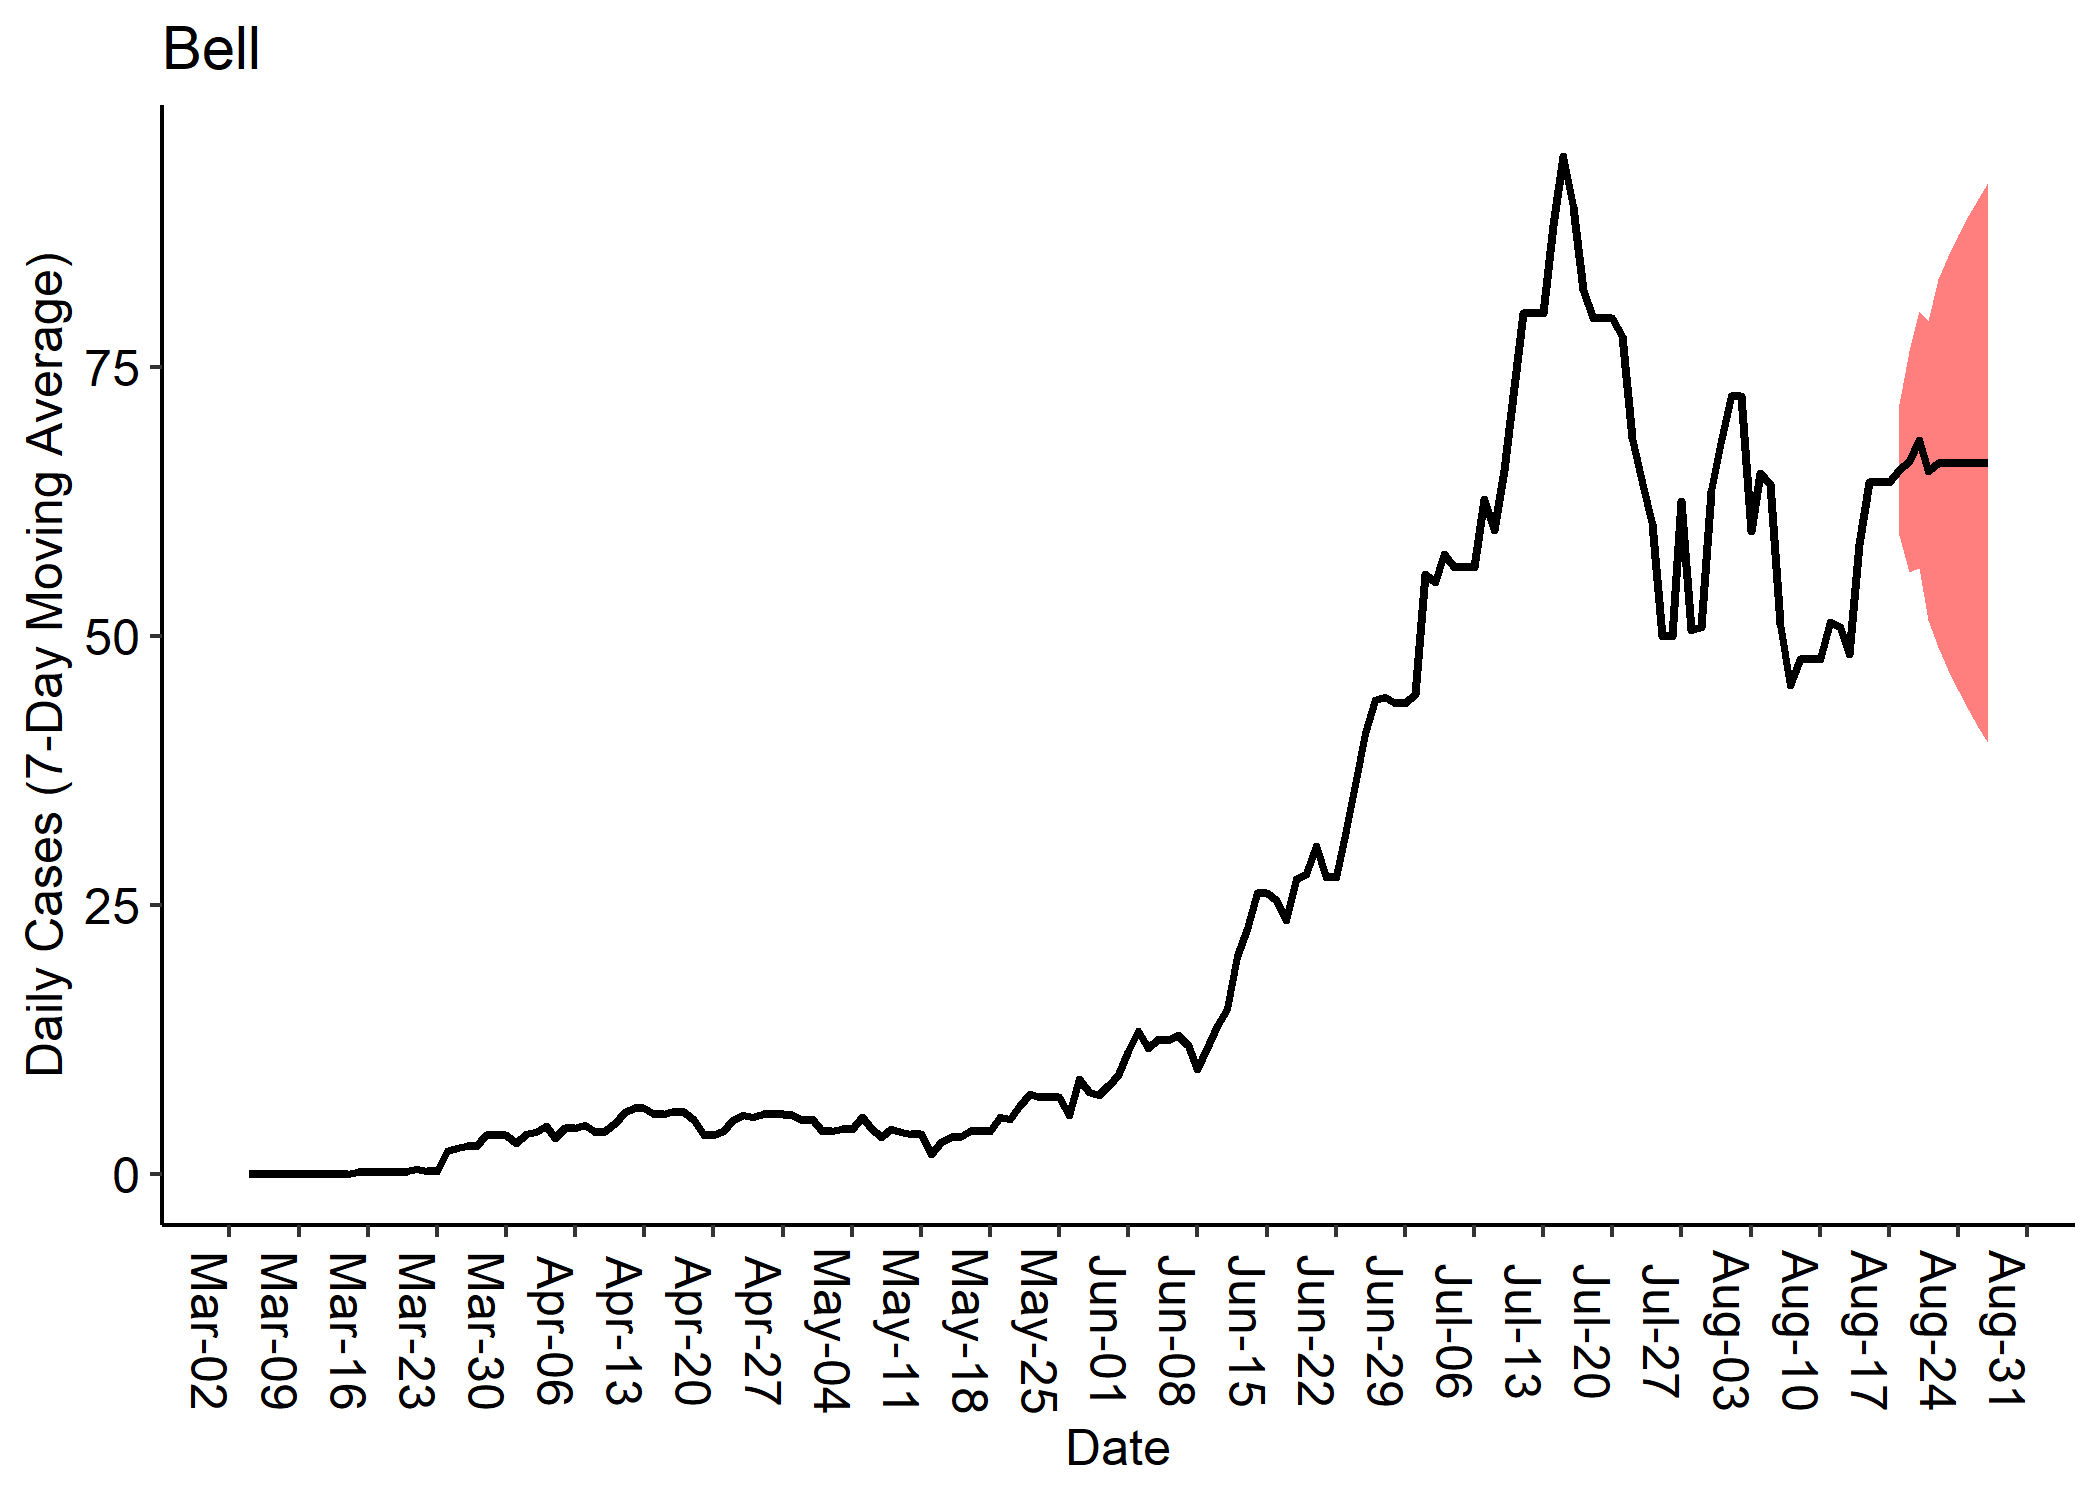 Bell
Daily Cases (7-Day Moving Average)
75
50
25
0
Mar-02
Mar-09
Mar-16
Mar-23
Mar-30
Apr-06
Apr-13
Apr-20
Apr-27
May-04
May-11
May-18
May-25
Jun-01
Jun-08
Jun-15
Jun-22
Jun-29
Jul-06
Jul-13
Jul-20
Jul-27
Aug-03
Aug-10
Aug-17
Aug-24
Aug-31
Date